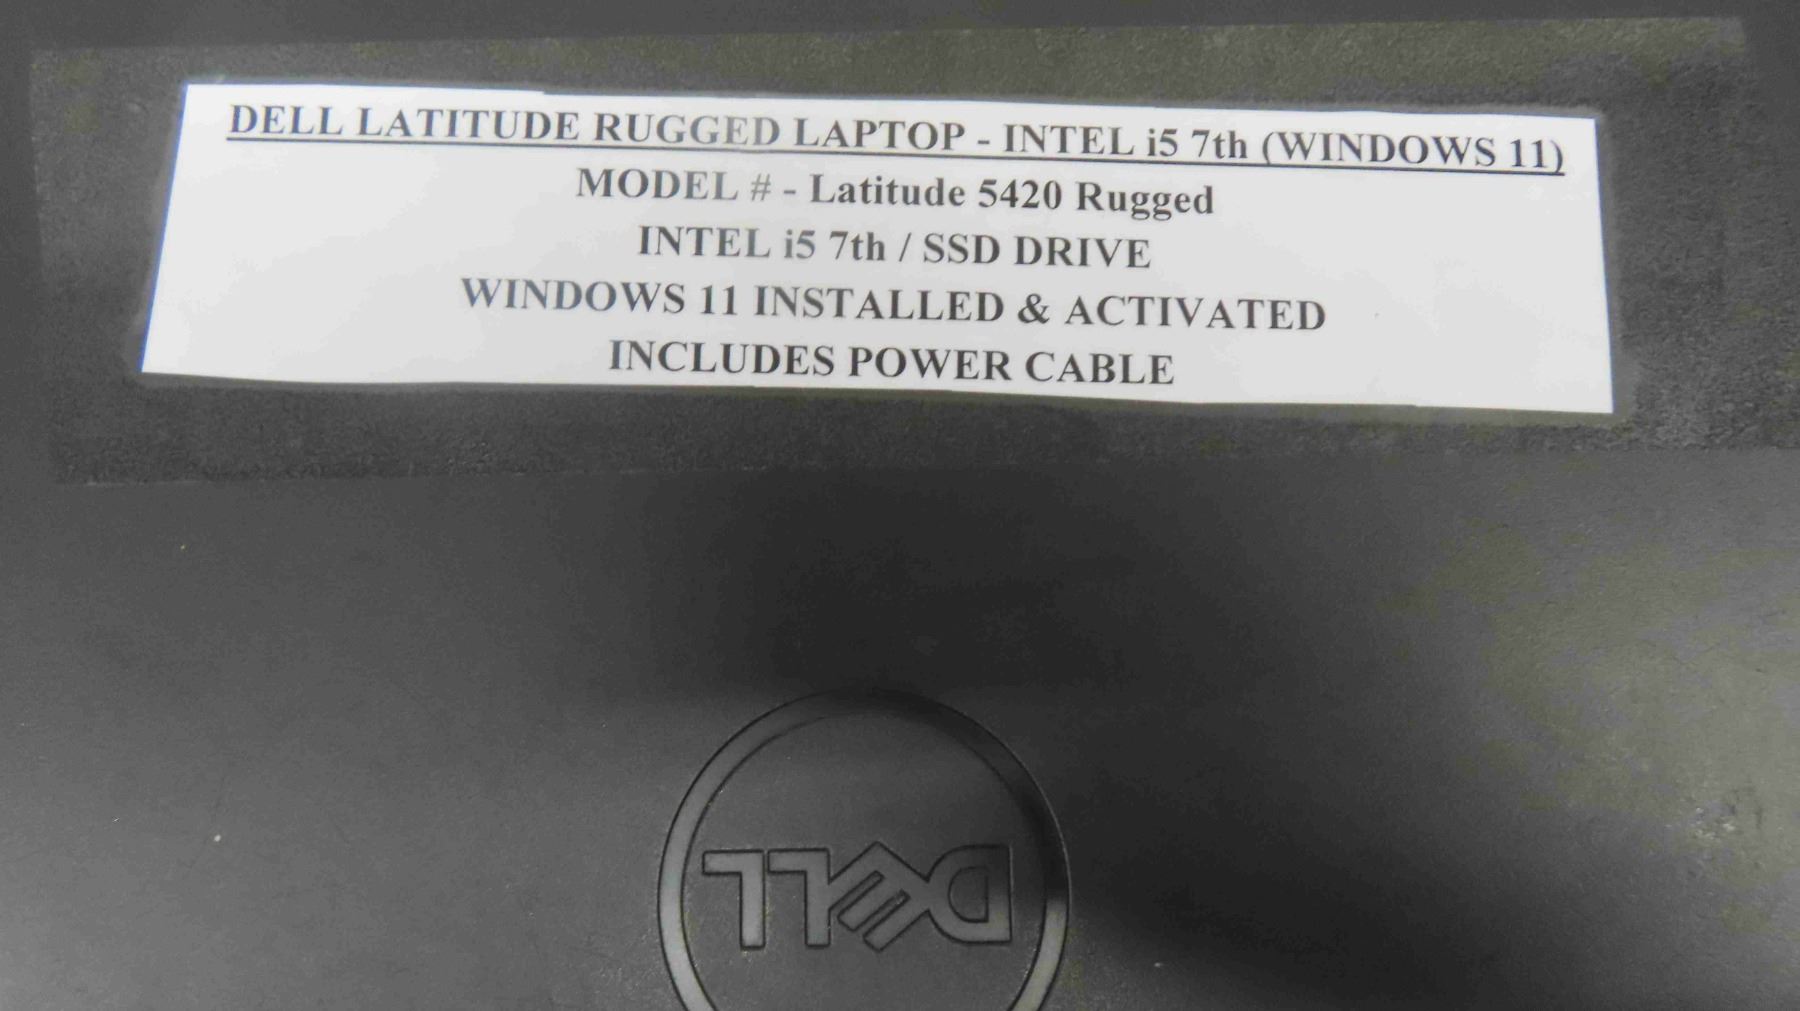 DELL LATITUDE RUGGED LAPTOP - INTEL i5 7th (WINDOWS 11)
MODEL # - Latitude 5420 Rugged
INTEL i5 7th / SSD DRIVE
WINDOWS 11 INSTALLED & ACTIVATED
INCLUDES POWER CABLE
DELL